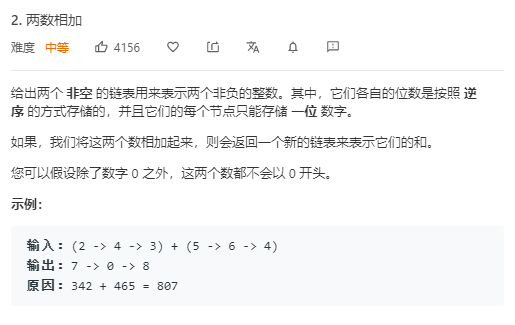 2. 两数相加
难度 中等 4156
给出两个 非空 的链表用来表示两个非负的整数。其中，它们各自的位数是按照 逆
序 的方式存储的，并且它们的每个节点只能存储 一位 数字。
如果，我们将这两个数相加起来，则会返回一个新的链表来表示它们的和。
您可以假设除了数字 0 之外，这两个数都不会以 0 开头。
示例：
输入：(2 -> 4 -> 3) + (5 -> 6 -> 4)
输出：7 -> 0 -> 8
原因：342 + 465 = 807